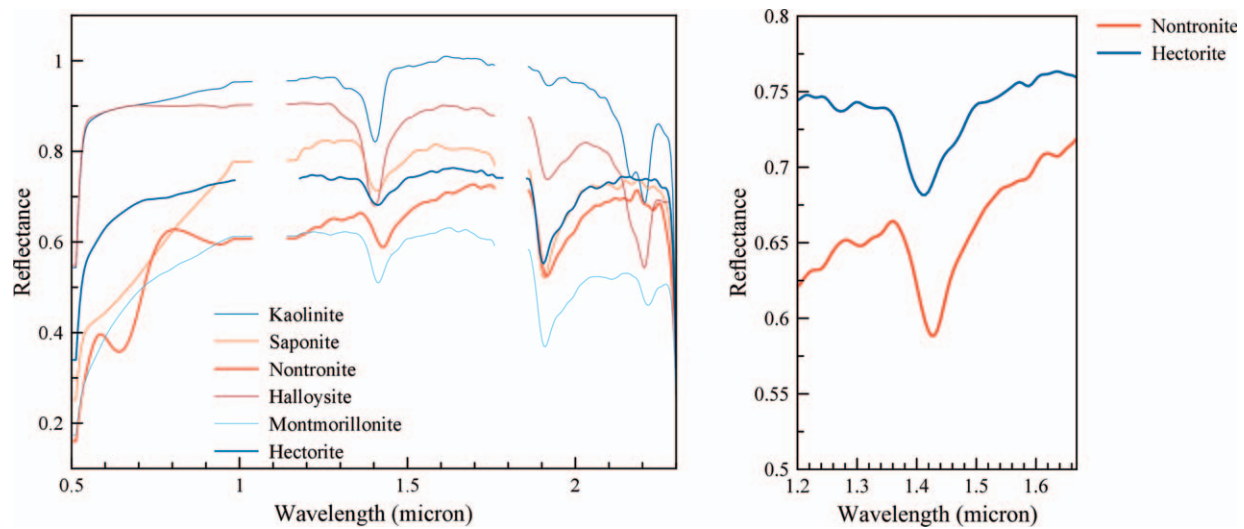 1
0.8
0.6
0.4
0.2
Reflectance
Kaolinite
Saponite
Nontronite
Halloysite
Montmorillonite
Hectorite
0.5
1
1.5
2
Wavelength (micron)
0.8
0.75
0.7
0.65
0.6
0.55
0.5
Reflectance
1.2
1.3
1.4
1.5
1.6
Wavelength (micron)
Nontronite
Hectorite